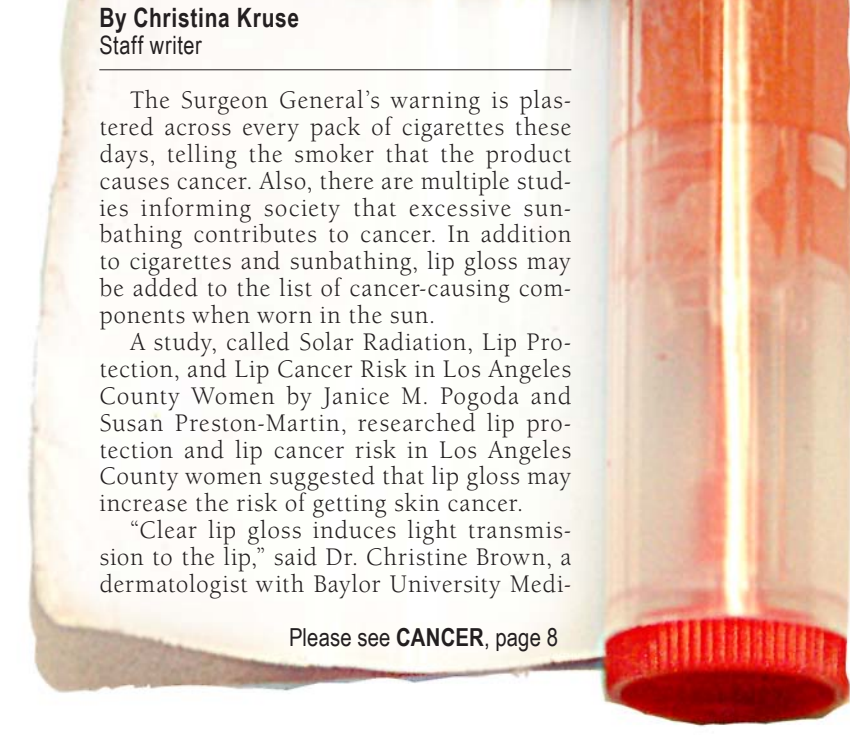 By Christina Kruse
Staff writer
The Surgeon General's warning is plas-
tered across every pack of cigarettes these
days, telling the smoker that the product
causes cancer. Also, there are multiple stud-
ies informing society that excessive sun-
bathing contributes to cancer. In addition
to cigarettes and sunbathing, lip gloss may
be added to the list of cancer-causing com-
ponents when worn in the sun.
A study, called Solar Radiation, Lip Pro-
tection, and Lip Cancer Risk in Los Angeles
County Women by Janice M. Pogoda and
Susan Preston-Martin, researched lip pro-
tection and lip cancer risk in Los Angeles
County women suggested that lip gloss may
increase the risk of getting skin cancer.
“Clear lip gloss induces light transmis-
sion to the lip,” said Dr. Christine Brown, a
dermatologist with Baylor University Medi-
Please see CANCER, page 8